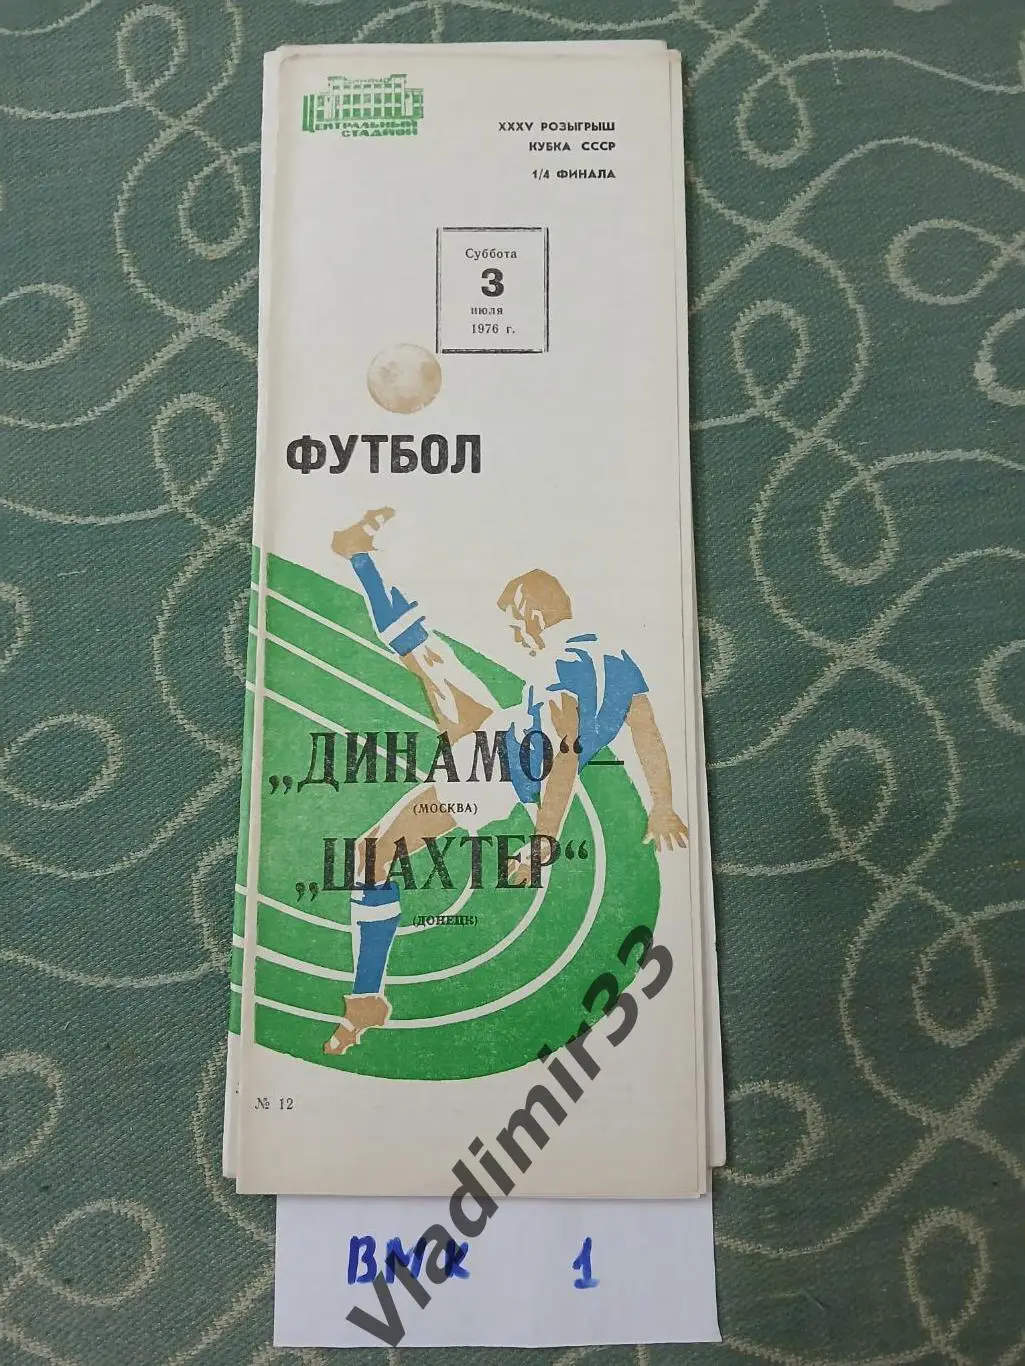 ДИНАМО
ЦЕНТРАЛЬНЫЙ
СТАДИОН
XXXV РОЗЫГРЫШ
КУБКА СССР
1/4 ФИНАЛА
Суббота
3
июля
1976 г.
ФУТБОЛ
„ДИНАМО“—
(МОСКВА)
„ШАХТЕР“
(ДОНЕЦК)
№ 12
ВМК 1
Vladimir33